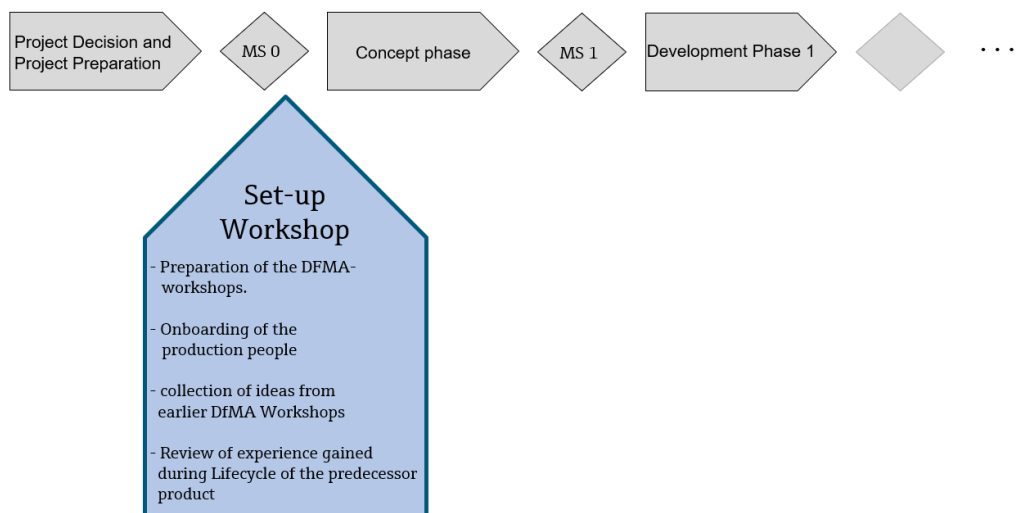 Project Decision and
Project Preparation
MS 0
Concept phase
MS 1
Development Phase 1
. . .
Set-up
Workshop
- Preparation of the DFMA-
workshops.
- Onboarding of the
production people
- collection of ideas from
earlier DfMA Workshops
- Review of experience gained
during Lifecycle of the predecessor
product